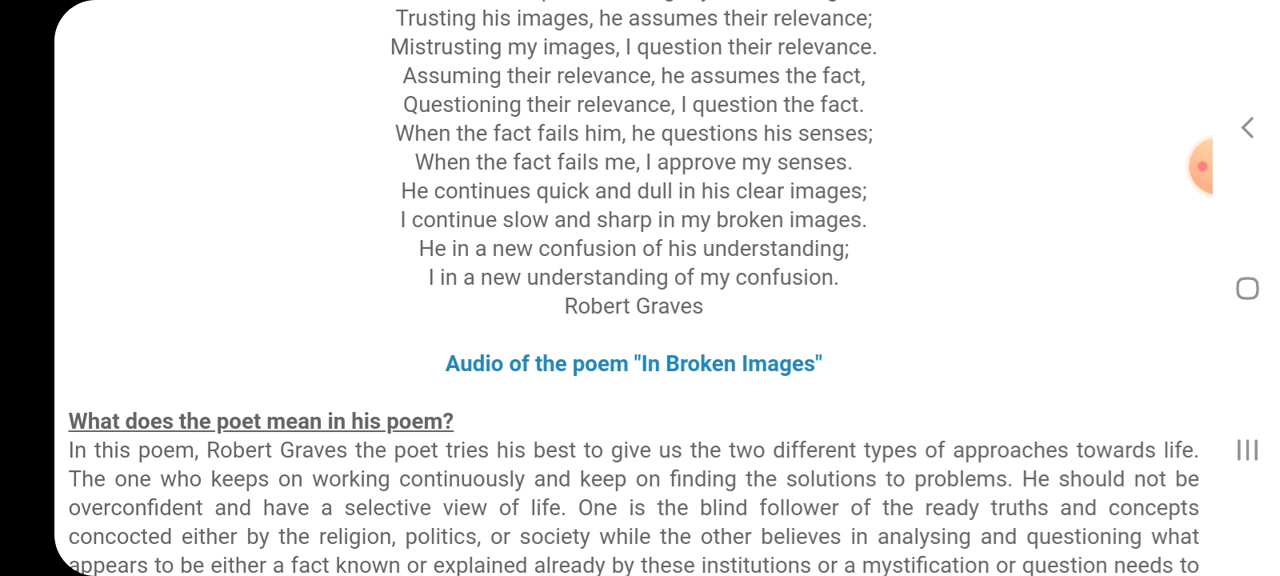 Trusting his images, he assumes their relevance;
Mistrusting my images, I question their relevance.
Assuming their relevance, he assumes the fact,
Questioning their relevance, I question the fact.
When the fact fails him, he questions his senses;
When the fact fails me, I approve my senses.
He continues quick and dull in his clear images;
I continue slow and sharp in my broken images.
He in a new confusion of his understanding;
I in a new understanding of my confusion.
Robert Graves
Audio of the poem "In Broken Images"
What does the poet mean in his poem?
In this poem, Robert Graves the poet tries his best to give us the two different types of approaches towards life.
The one who keeps on working continuously and keep on finding the solutions to problems. He should not be
overconfident and have a selective view of life. One is the blind follower of the ready truths and concepts
concocted either by the religion, politics, or society while the other believes in analysing and questioning what
appears to be either a fact known or explained already by these institutions or a mystification or question needs to